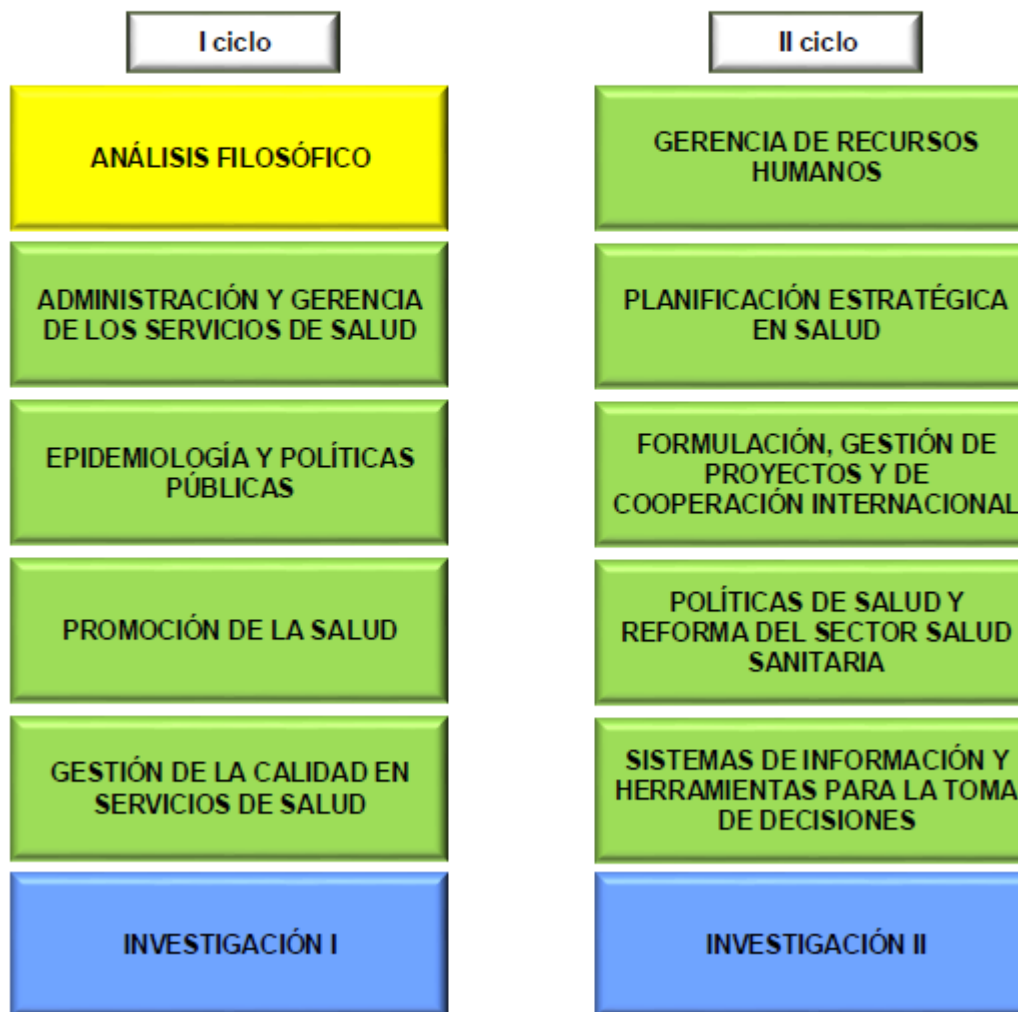 I ciclo
ANÁLISIS FILOSÓFICO
ADMINISTRACIÓN Y GERENCIA
DE LOS SERVICIOS DE SALUD
EPIDEMIOLOGÍA Y POLÍTICAS
PÚBLICAS
PROMOCIÓN DE LA SALUD
GESTIÓN DE LA CALIDAD EN
SERVICIOS DE SALUD
INVESTIGACIÓN I
II ciclo
GERENCIA DE RECURSOS
HUMANOS
PLANIFICACIÓN ESTRATÉGICA
EN SALUD
FORMULACIÓN, GESTIÓN DE
PROYECTOS Y DE
COOPERACIÓN INTERNACIONAL
POLÍTICAS DE SALUD Y
REFORMA DEL SECTOR SALUD
SANITARIA
SISTEMAS DE INFORMACIÓN Y
HERRAMIENTAS PARA LA TOMA
DE DECISIONES
INVESTIGACIÓN II